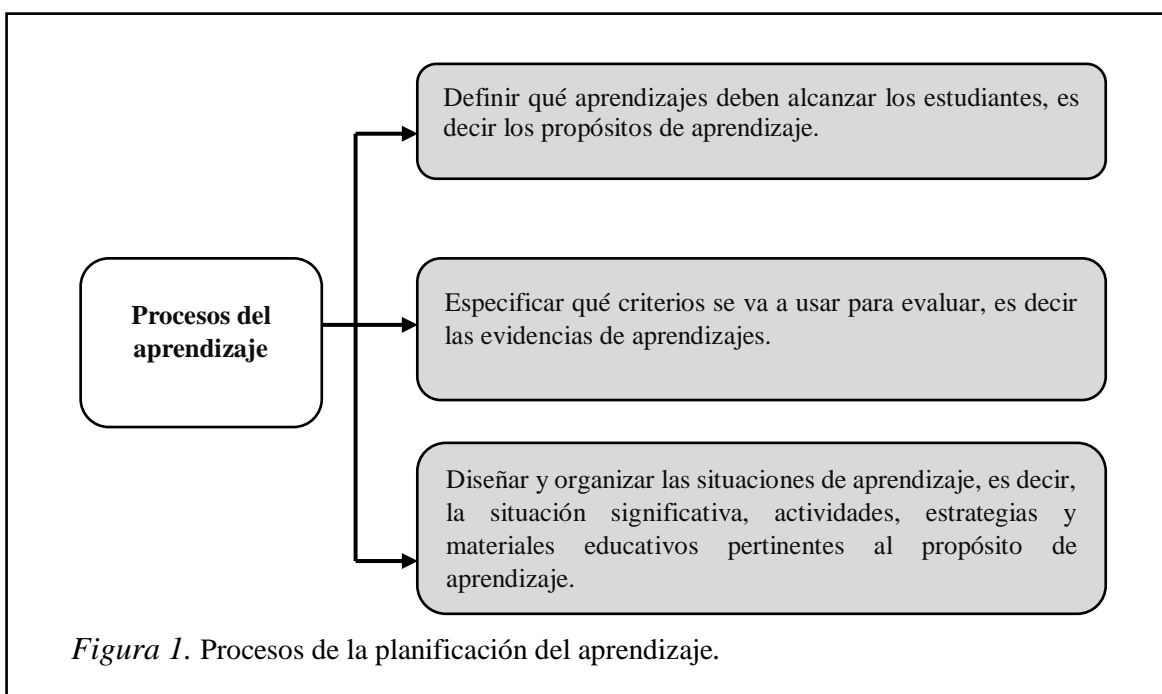 Definir qué aprendizajes deben alcanzar los estudiantes, es
decir los propósitos de aprendizaje.
Procesos del
aprendizaje
Especificar qué criterios se va a usar para evaluar, es decir
las evidencias de aprendizajes.
Diseñar y organizar las situaciones de aprendizaje, es decir,
la situación significativa, actividades, estrategias y
materiales educativos pertinentes al propósito de
aprendizaje.
Figura 1. Procesos de la planificación del aprendizaje.